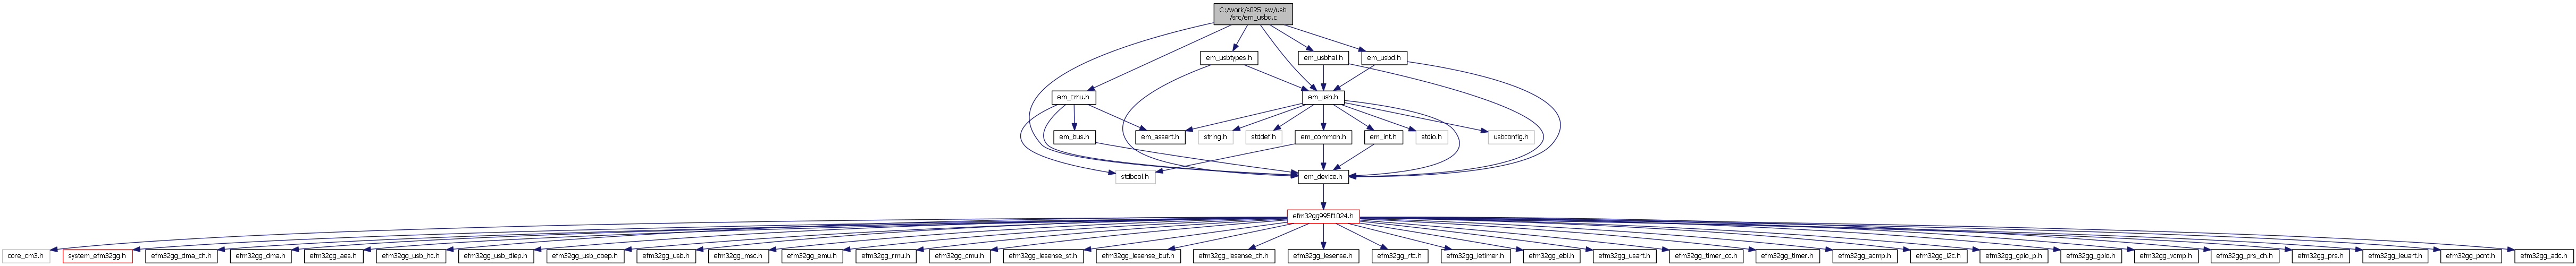 C:/work/s025_sw/usb
/src/em_usbd.c
em_usbtypes.h
em_usbhal.h
em_usbd.h
em_cmu.h
em_usb.h
em_bus.h
em_assert.h
string.h
stddef.h
em_common.h
em_int.h
stdio.h
usbconfig.h
stdbool.h
em_device.h
efm32gg995f1024.h
core_cm3.h
system_efm32gg.h
efm32gg_dma_ch.h
efm32gg_dma.h
efm32gg_aes.h
efm32gg_usb_hc.h
efm32gg_usb_diep.h
efm32gg_usb_doep.h
efm32gg_usb.h
efm32gg_msc.h
efm32gg_emu.h
efm32gg_rmu.h
efm32gg_cmu.h
efm32gg_lesense_st.h
efm32gg_lesense_buf.h
efm32gg_lesense_ch.h
efm32gg_lesense.h
efm32gg_rtc.h
efm32gg_letimer.h
efm32gg_ebi.h
efm32gg_usart.h
efm32gg_timer_cc.h
efm32gg_timer.h
efm32gg_acmp.h
efm32gg_i2c.h
efm32gg_gpio_p.h
efm32gg_gpio.h
efm32gg_vcmp.h
efm32gg_prs_ch.h
efm32gg_prs.h
efm32gg_leuart.h
efm32gg_pcnt.h
efm32gg_adc.h